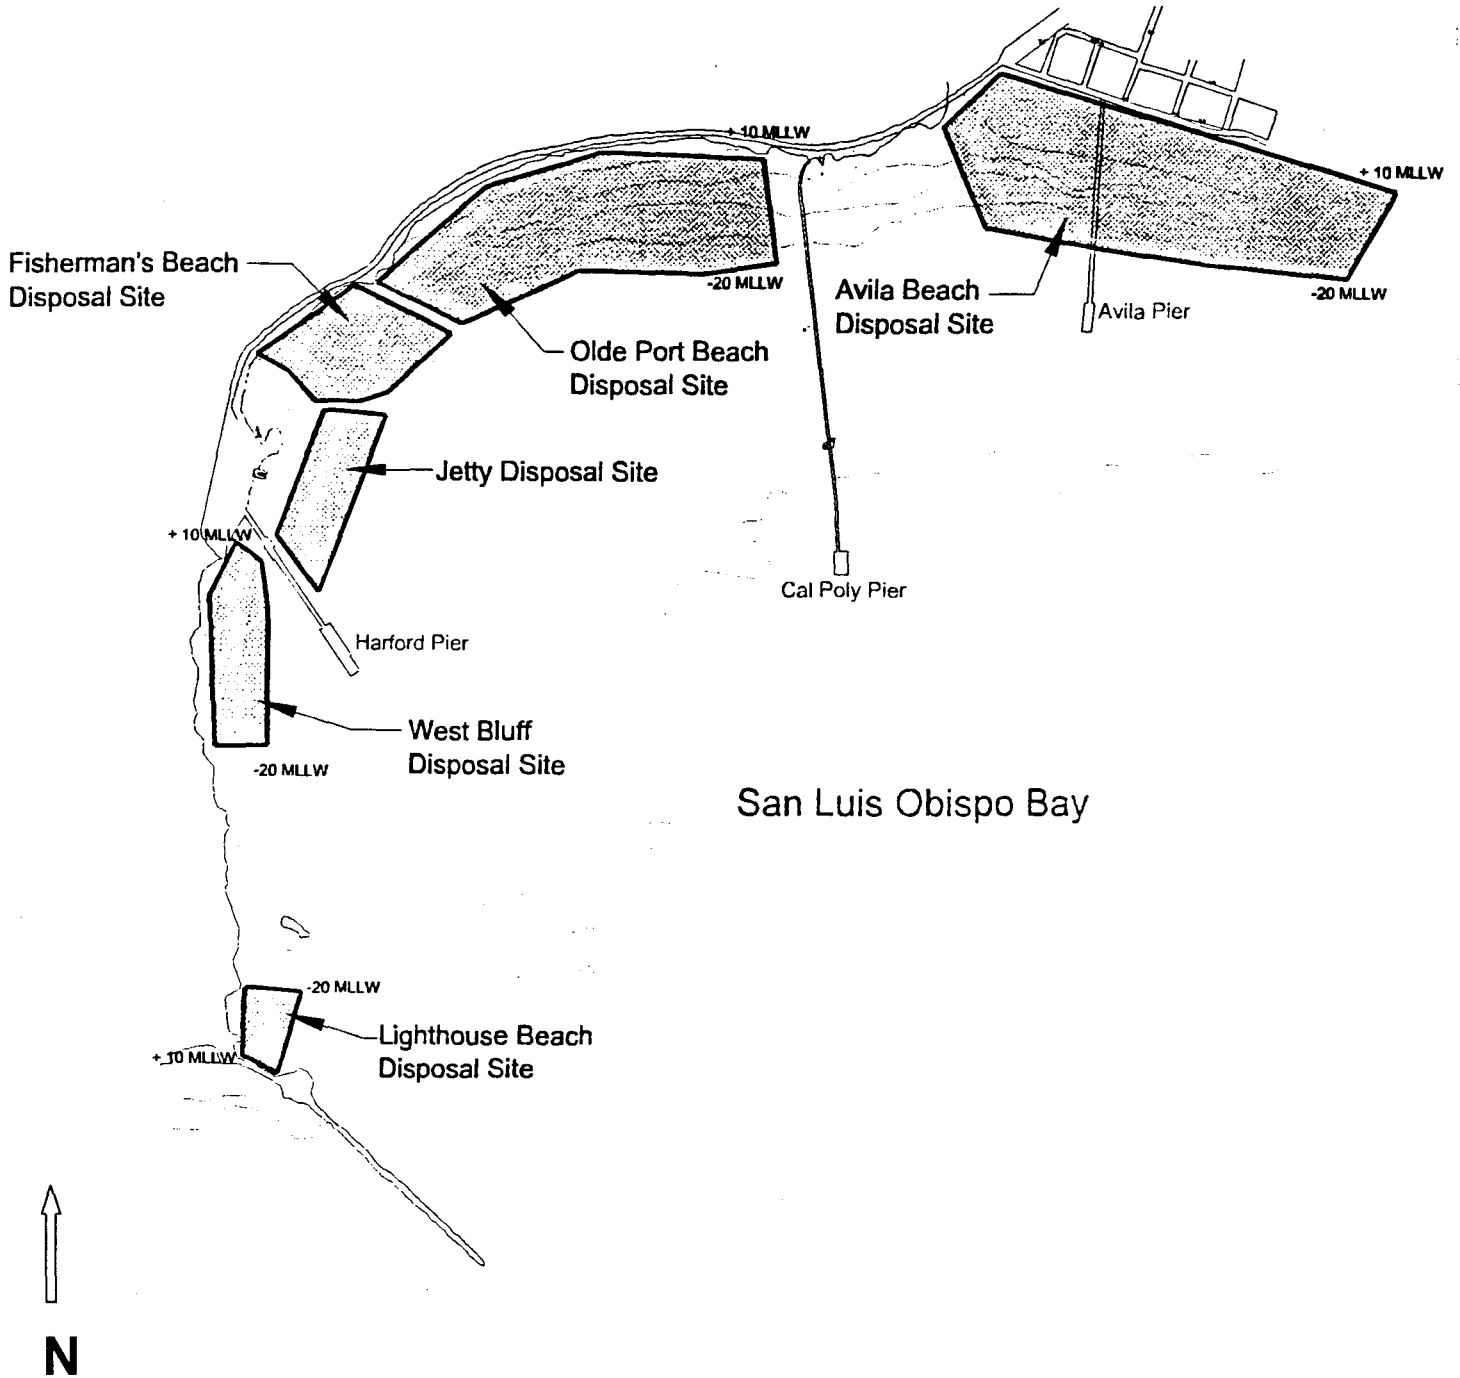 + 10 MLLW
+ 10 MLLW
Fisherman's Beach
Disposal Site
-20 MLLW
Avila Beach
Disposal Site
-20 MLLW
Avila Pier
Olde Port Beach
Disposal Site
Jetty Disposal Site
+ 10 MLLW
Cal Poly Pier
Harford Pier
West Bluff
Disposal Site
-20 MLLW
San Luis Obispo Bay
-20 MLLW
Lighthouse Beach
Disposal Site
+ 10 MLLW
N